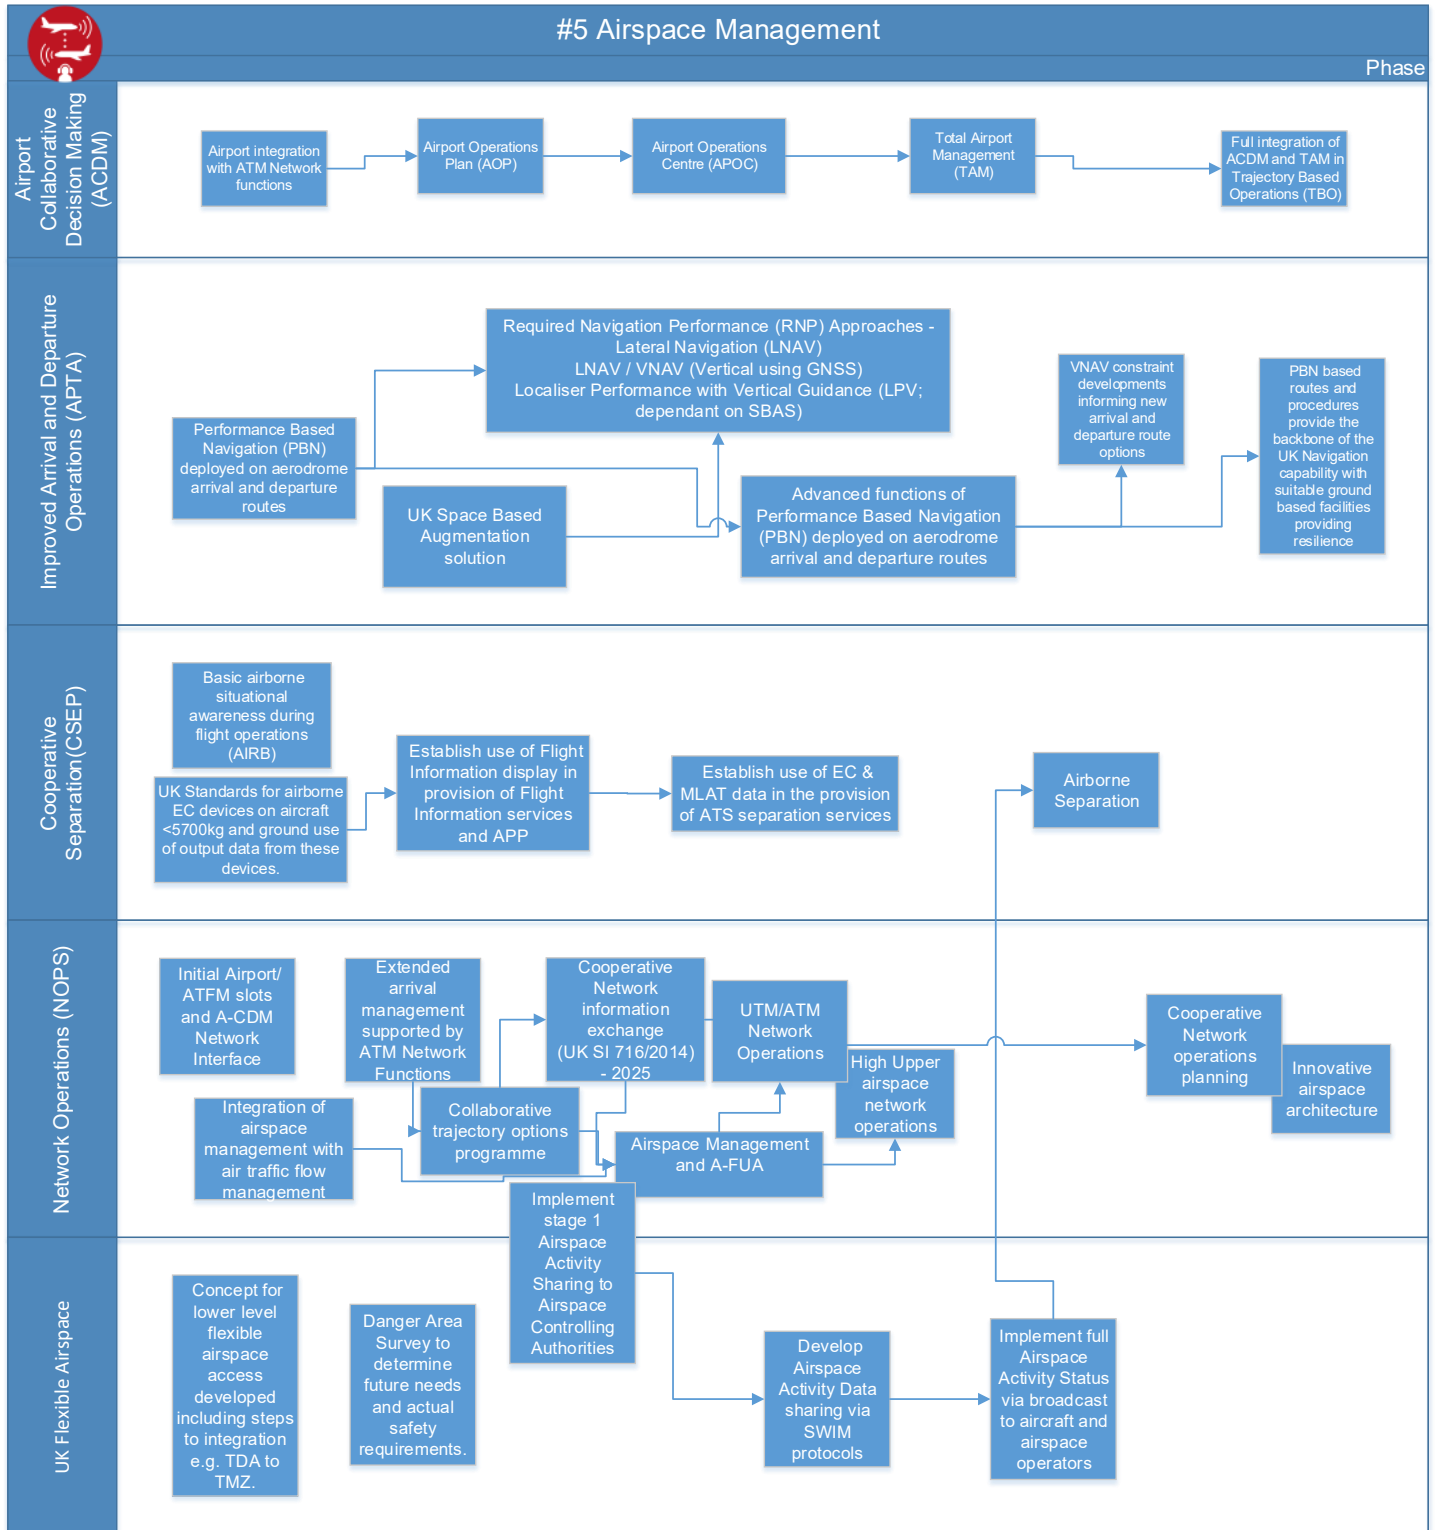 #5 Airspace Management
Phase
Airport
Collaborative
Decision Making
(ACDM)
Airport integration
with ATM Network
functions
Airport Operations
Plan (AOP)
Airport Operations
Centre (APOC)
Total Airport
Management
(TAM)
Full integration of
ACDM and TAM in
Trajectory Based
Operations (TBO)
Improved Arrival and Departure
Operations (APTA)
Performance Based
Navigation (PBN)
deployed on aerodrome
arrival and departure
routes
Required Navigation Performance (RNP) Approaches -
Lateral Navigation (LNAV)
LNAV / VNAV (Vertical using GNSS)
Localiser Performance with Vertical Guidance (LPV;
dependant on SBAS)
UK Space Based
Augmentation
solution
Advanced functions of
Performance Based Navigation
(PBN) deployed on aerodrome
arrival and departure routes
VNAV constraint
developments
informing new
arrival and
departure route
options
PBN based
routes and
procedures
provide the
backbone of the
UK Navigation
capability with
suitable ground
based facilities
providing
resilience
Cooperative
Separation(CSEP)
Basic airborne
situational
awareness during
flight operations
(AIRB)
UK Standards for airborne
EC devices on aircraft
<5700kg and ground use
of output data from these
devices.
Establish use of Flight
Information display in
provision of Flight
Information services
and APP
Establish use of EC &
MLAT data in the provision
of ATS separation services
Airborne
Separation
Network Operations (NOPS)
Initial Airport/
ATFM slots
and A-CDM
Network
Interface
Extended
arrival
management
supported by
ATM Network
Functions
Cooperative
Network
information
exchange
(UK SI 716/2014)
- 2025
UTM/ATM
Network
Operations
High Upper
airspace
network
operations
Cooperative
Network
operations
planning
Innovative
airspace
architecture
Integration of
airspace
management with
air traffic flow
management
Collaborative
trajectory options
programme
Airspace Management
and A-FUA
UK Flexible Airspace
Implement
stage 1
Airspace
Activity
Sharing to
Airspace
Controlling
Authorities
Concept for
lower level
flexible
airspace
access
developed
including steps
to integration
e.g. TDA to
TMZ.
Danger Area
Survey to
determine
future needs
and actual
safety
requirements.
Develop
Airspace
Activity Data
sharing via
SWIM
protocols
Implement full
Airspace
Activity Status
via broadcast
to aircraft and
airspace
operators